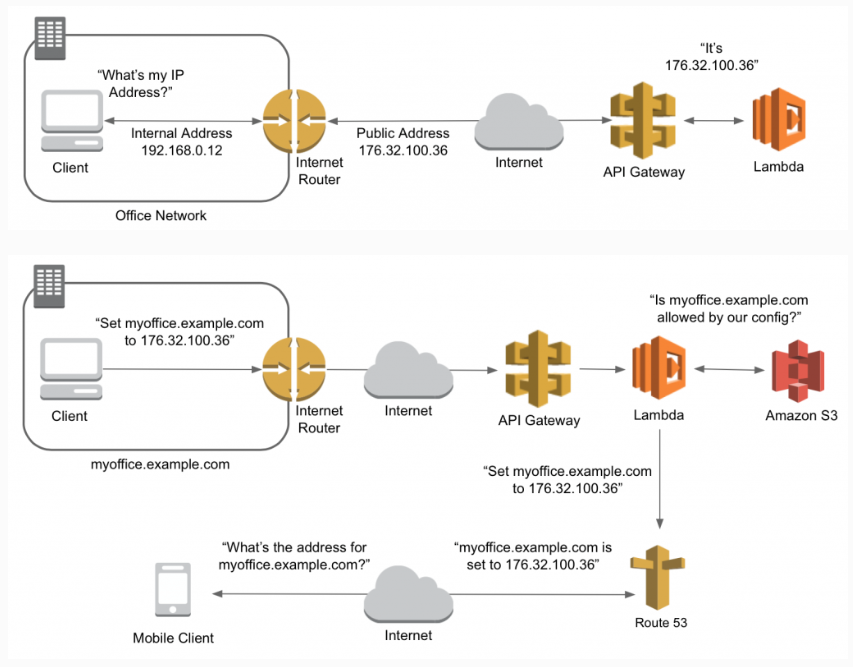 “It’s
176.32.100.36”
“What’s my IP
Address?”
Internal Address
192.168.0.12
Public Address
176.32.100.36
Client
Internet
Router
Internet
API Gateway
Lambda
Office Network
“Is myoffice.example.com
allowed by our config?”
“Set myoffice.example.com
to 176.32.100.36”
Client
Internet
Router
Internet
API Gateway
Lambda
Amazon S3
myoffice.example.com
“Set myoffice.example.com
to 176.32.100.36”
“What’s the address for
myoffice.example.com?”
“myoffice.example.com is
set to 176.32.100.36”
Mobile Client
Internet
Route 53